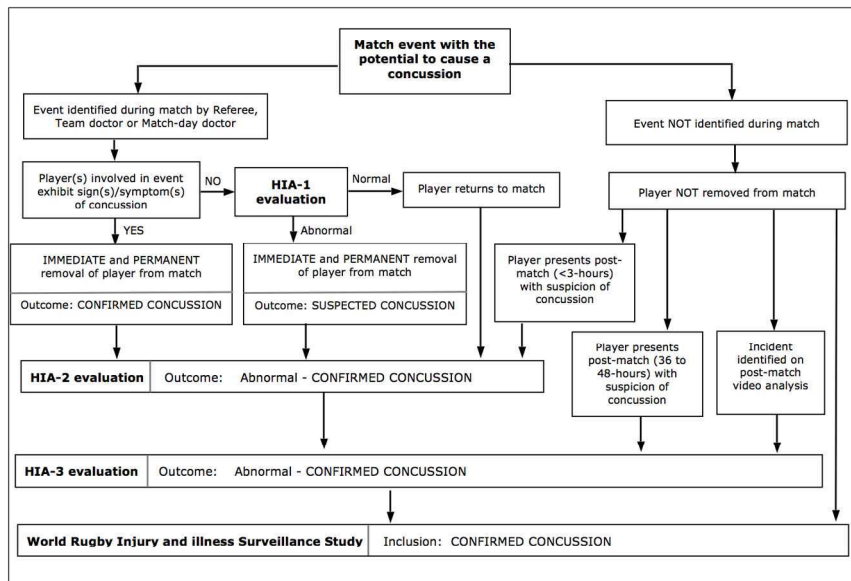 Match event with the
potential to cause a
concussion
Event identified during match by Referee,
Team doctor or Match-day doctor
Event NOT identified during match
Player(s) involved in event
exhibit sign(s)/symptom(s)
of concussion
NO
HIA-1
evaluation
Normal
Player returns to match
Player NOT removed from match
YES
Abnormal
IMMEDIATE and PERMANENT
removal of player from match
Outcome: CONFIRMED CONCUSSION
IMMEDIATE and PERMANENT removal
of player from match
Outcome: SUSPECTED CONCUSSION
Player presents post-
match (<3-hours)
with suspicion of
concussion
Player presents
post-match (36 to
48-hours) with
suspicion of
concussion
Incident
identified on
post-match
video analysis
HIA-2 evaluation Outcome: Abnormal - CONFIRMED CONCUSSION
HIA-3 evaluation Outcome: Abnormal - CONFIRMED CONCUSSION
World Rugby Injury and illness Surveillance Study Inclusion: CONFIRMED CONCUSSION